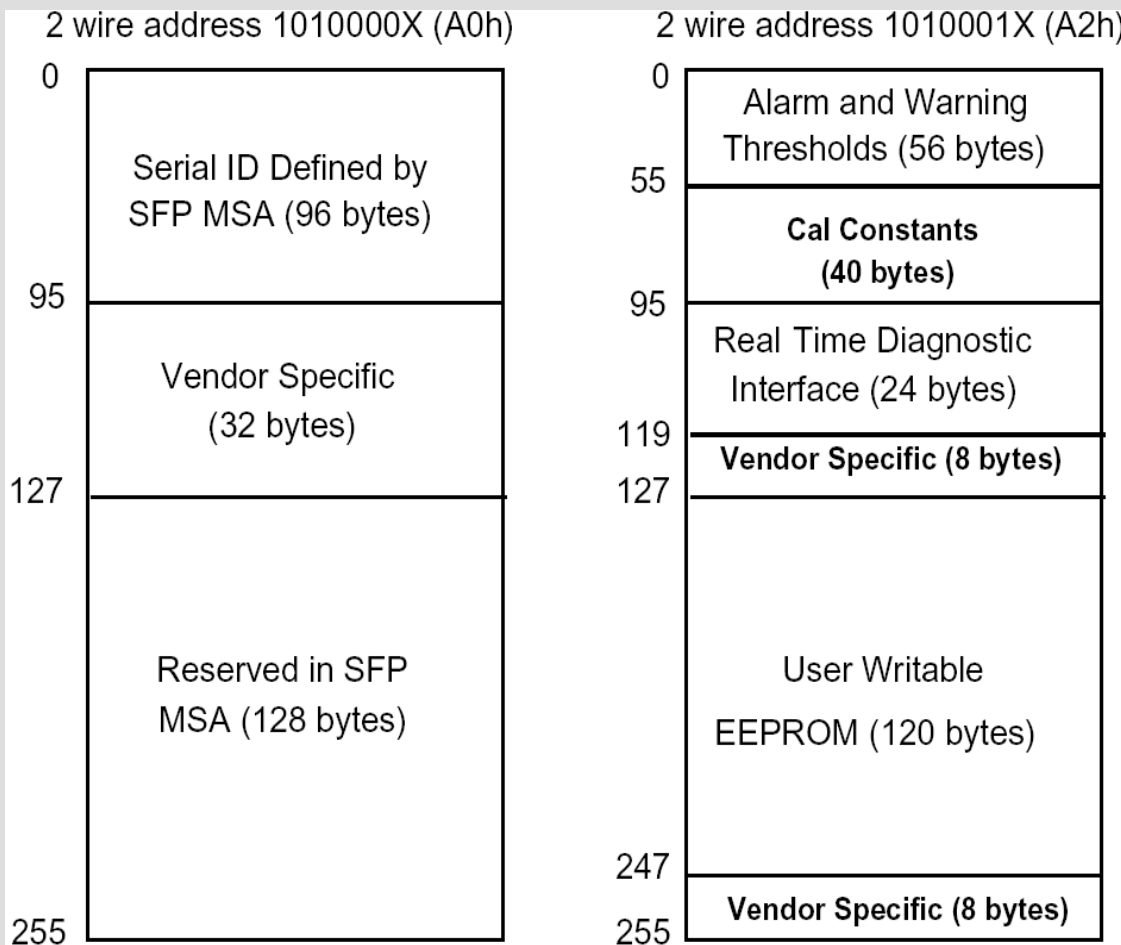 2 wire address 1010000X (A0h)
0
Serial ID Defined by
SFP MSA (96 bytes)
95
Vendor Specific
(32 bytes)
127
Reserved in SFP
MSA (128 bytes)
255
2 wire address 1010001X (A2h)
0
Alarm and Warning
Thresholds (56 bytes)
55
Cal Constants
(40 bytes)
95
Real Time Diagnostic
Interface (24 bytes)
119
Vendor Specific (8 bytes)
127
User Writable
EEPROM (120 bytes)
247
Vendor Specific (8 bytes)
255